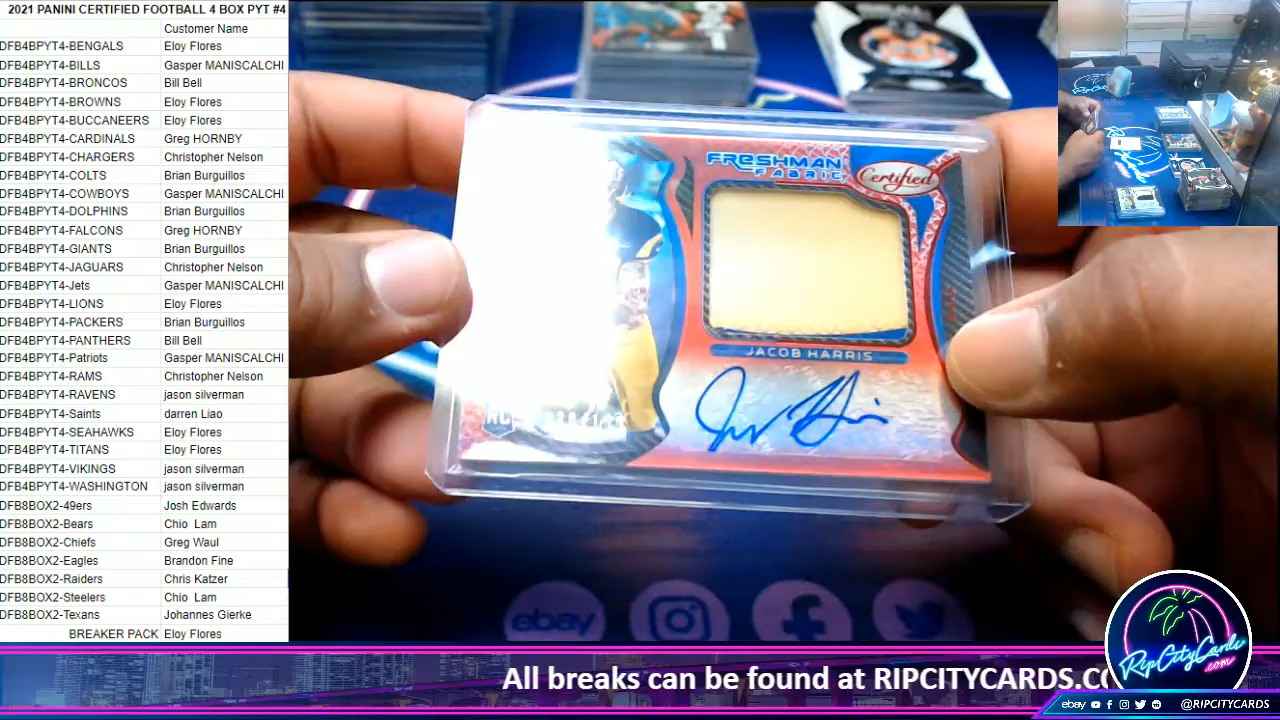 2021 PANINI CERTIFIED FOOTBALL 4 BOX PYT #4
Customer Name
DFB4BPYT4-BENGALS Eloy Flores
DFB4BPYT4-BILLS Gasper MANISCALCHI
DFB4BPYT4-BRONCOS Bill Bell
DFB4BPYT4-BROWNS Eloy Flores
DFB4BPYT4-BUCCANEERS Eloy Flores
DFB4BPYT4-CARDINALS Greg HORNBY
DFB4BPYT4-CHARGERS Christopher Nelson
DFB4BPYT4-COLTS Brian Burguillos
DFB4BPYT4-COWBOYS Gasper MANISCALCHI
DFB4BPYT4-DOLPHINS Brian Burguillos
DFB4BPYT4-FALCONS Greg HORNBY
DFB4BPYT4-GIANTS Brian Burguillos
DFB4BPYT4-JAGUARS Christopher Nelson
DFB4BPYT4-Jets Gasper MANISCALCHI
DFB4BPYT4-LIONS Eloy Flores
DFB4BPYT4-PACKERS Brian Burguillos
DFB4BPYT4-PANTHERS Bill Bell
DFB4BPYT4-Patriots Gasper MANISCALCHI
DFB4BPYT4-RAMS Christopher Nelson
DFB4BPYT4-RAVENS jason silverman
DFB4BPYT4-Saints darren Liao
DFB4BPYT4-SEAHAWKS Eloy Flores
DFB4BPYT4-TITANS Eloy Flores
DFB4BPYT4-VIKINGS jason silverman
DFB4BPYT4-WASHINGTON jason silverman
DFB8BOX2-49ers Josh Edwards
DFB8BOX2-Bears Chio Lam
DFB8BOX2-Chiefs Greg Waul
DFB8BOX2-Eagles Brandon Fine
DFB8BOX2-Raiders Chris Katzer
DFB8BOX2-Steelers Chio Lam
DFB8BOX2-Texans Johannes Gierke
BREAKER PACK Eloy Flores
FRESHMAN
FABRIC
Certified
JACOB HARRIS
ebay
All breaks can be found at RIPCITYCARDS.CO
RipCityCards
.com
ebay @RIPCITYCARDS